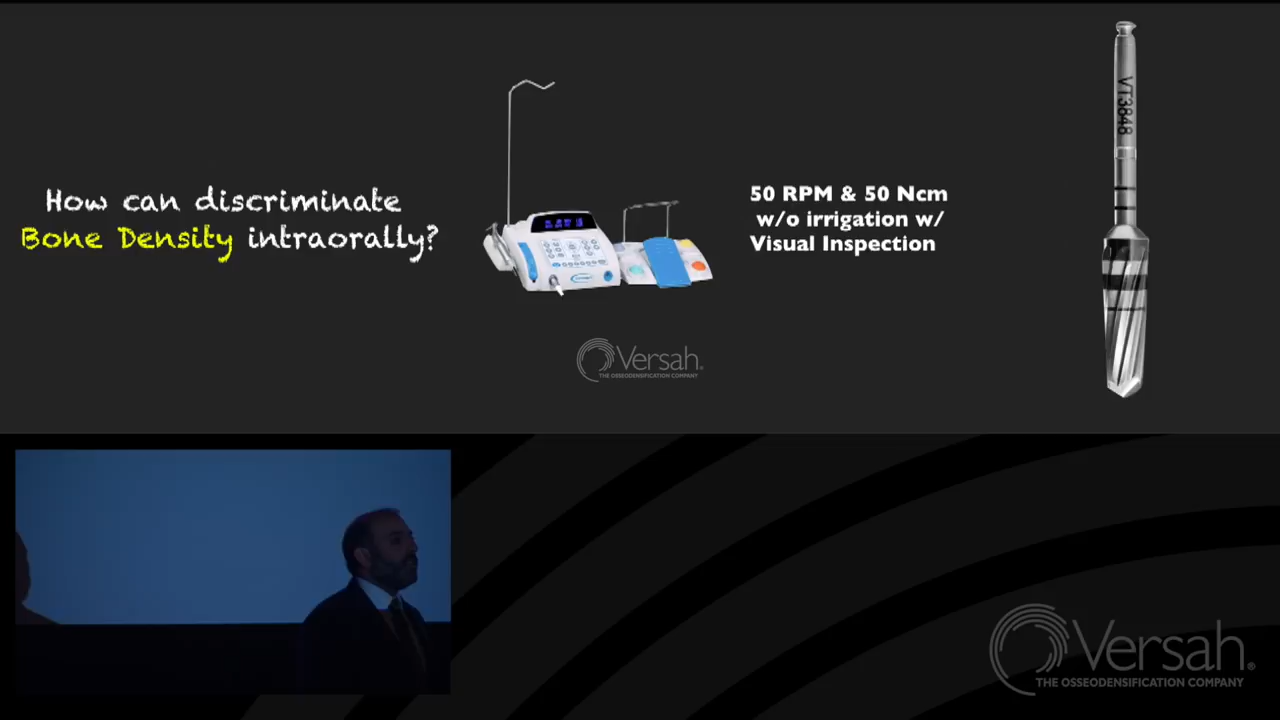 How can discriminate
Bone Density intraorally?
50 RPM & 50 Ncm
w/o irrigation w/
Visual Inspection
VT3848
Versah®
THE OSSEODENSIFICATION COMPANY
Versah®
THE OSSEODENSIFICATION COMPANY